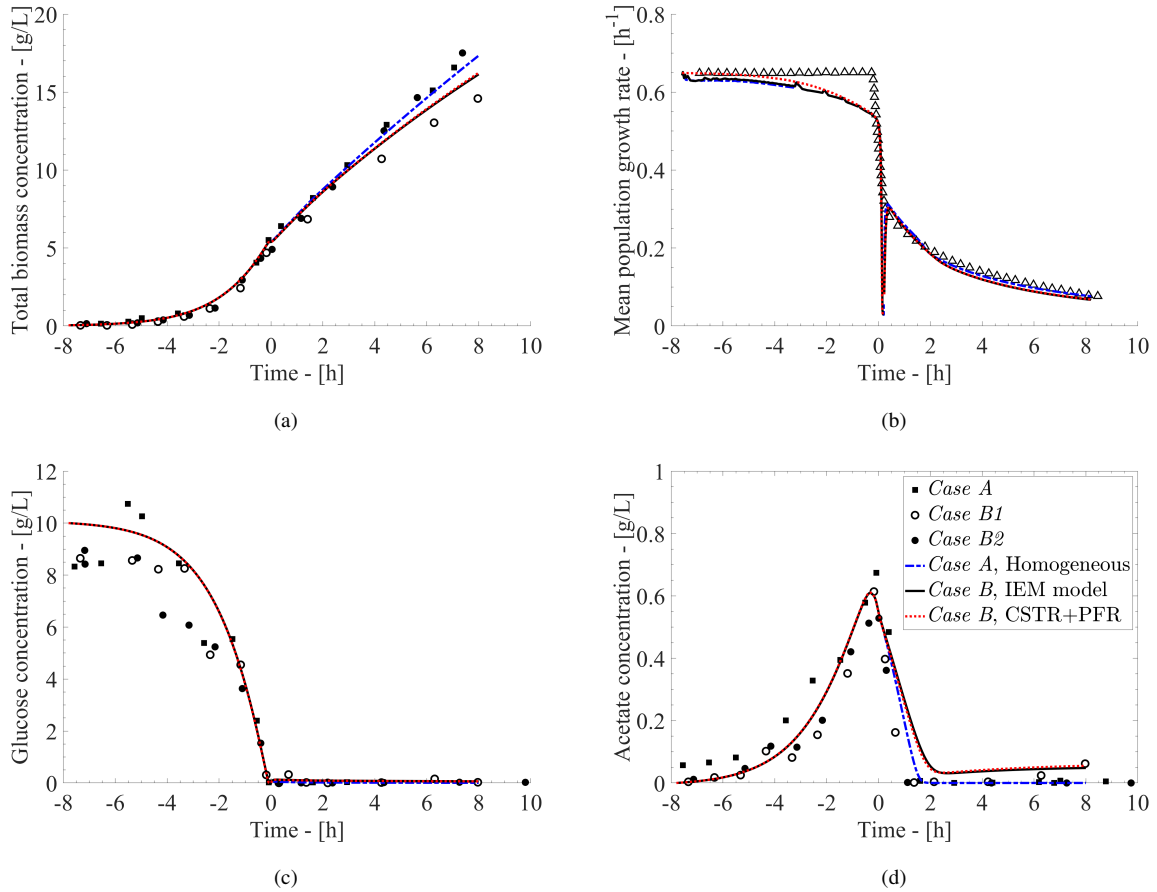 Total biomass concentration - [g/L]
20
15
10
5
0
-8 -6 -4 -2 0 2 4 6 8 10
Time - [h]
(a)
Mean population growth rate - [h⁻¹]
0.8
0.6
0.4
0.2
0
-8 -6 -4 -2 0 2 4 6 8 10
Time - [h]
(b)
Glucose concentration - [g/L]
12
10
8
6
4
2
0
-8 -6 -4 -2 0 2 4 6 8 10
Time - [h]
(c)
Acetate concentration - [g/L]
1
0.8
0.6
0.4
0.2
0
-8 -6 -4 -2 0 2 4 6 8 10
Time - [h]
Case A
Case B1
Case B2
Case A, Homogeneous
Case B, IEM model
Case B, CSTR+PFR
(d)